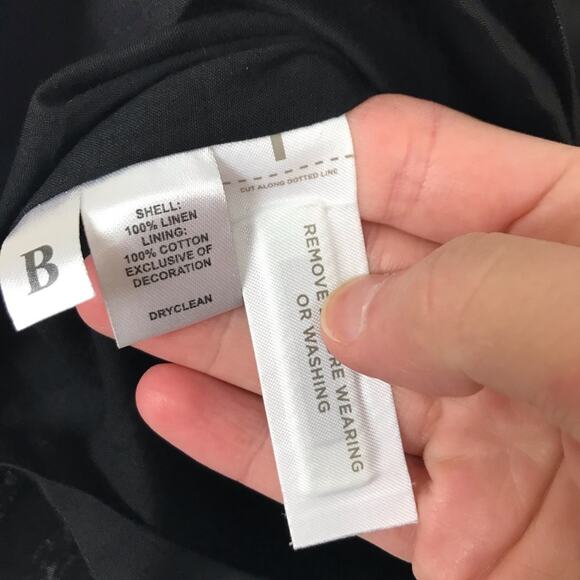 B
SHELL:
100% LINEN
LINING:
100% COTTON
EXCLUSIVE OF
DECORATION
DRYCLEAN
CUT ALONG DOTTED LINE
REMOVE WEARING
OR WASHING